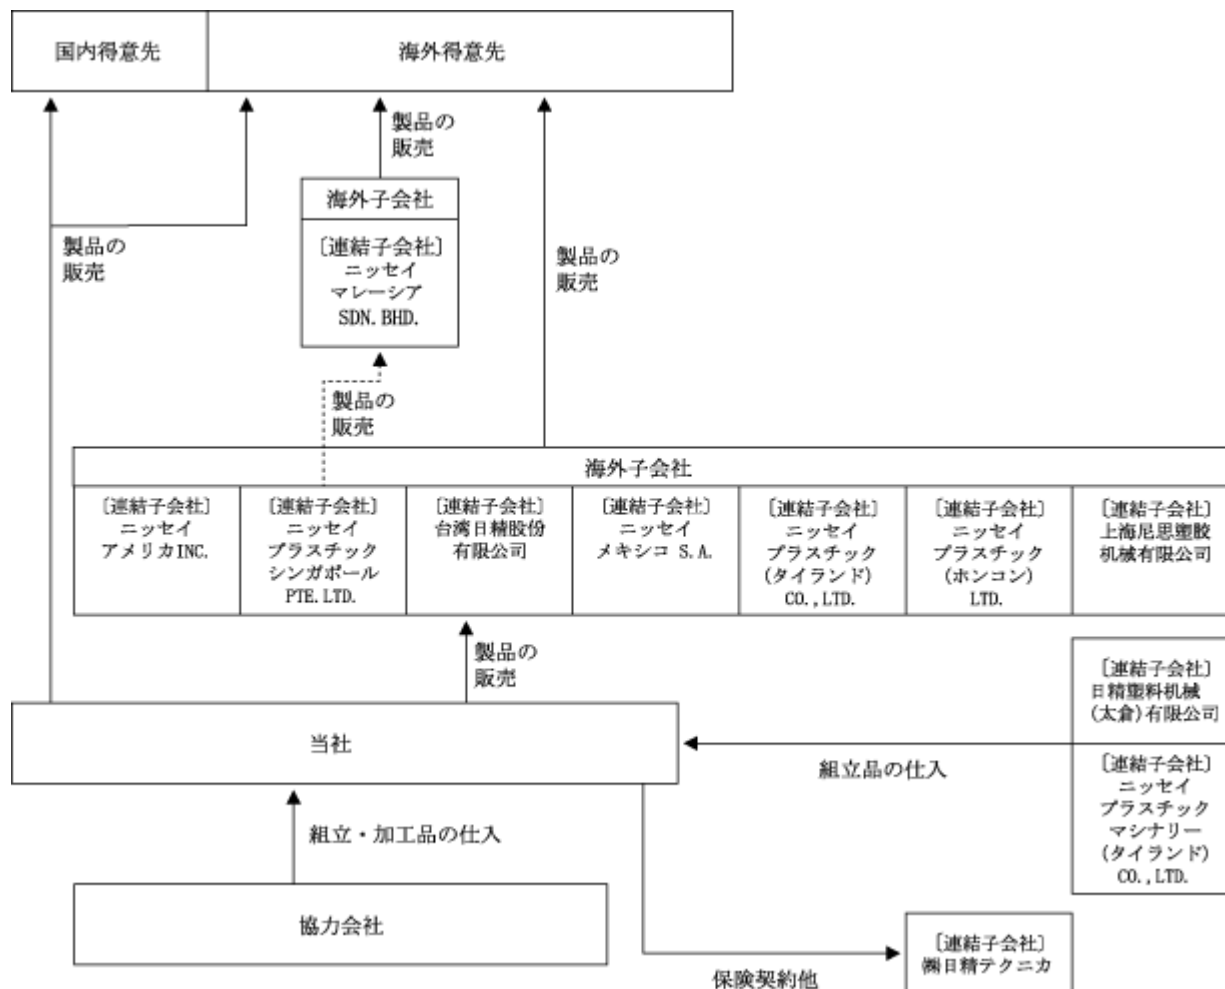 国内得意先
海外得意先
製品の
販売
海外子会社
〔連結子会社〕
ニッセイ
マレーシア
SDN.BHD.
製品の
販売
製品の
販売
製品の
販売
海外子会社
〔連結子会社〕
ニッセイ
アメリカINC.
〔連結子会社〕
ニッセイ
プラスチック
シンガポール
PTE.LTD.
〔連結子会社〕
台湾日精股份
有限公司
〔連結子会社〕
ニッセイ
メキシコ S.A.
〔連結子会社〕
ニッセイ
プラスチック
(タイランド)
CO.,LTD.
〔連結子会社〕
ニッセイ
プラスチック
(ホンコン)
LTD.
〔連結子会社〕
上海尼思塑胶
机械有限公司
製品の
販売
〔連結子会社〕
日精塑料机械
(太倉)有限公司
当社
組立品の仕入
〔連結子会社〕
ニッセイ
プラスチック
マシナリー
(タイランド)
CO.,LTD.
組立・加工品の仕入
協力会社
〔連結子会社〕
㈱日精テクニカ
保険契約他